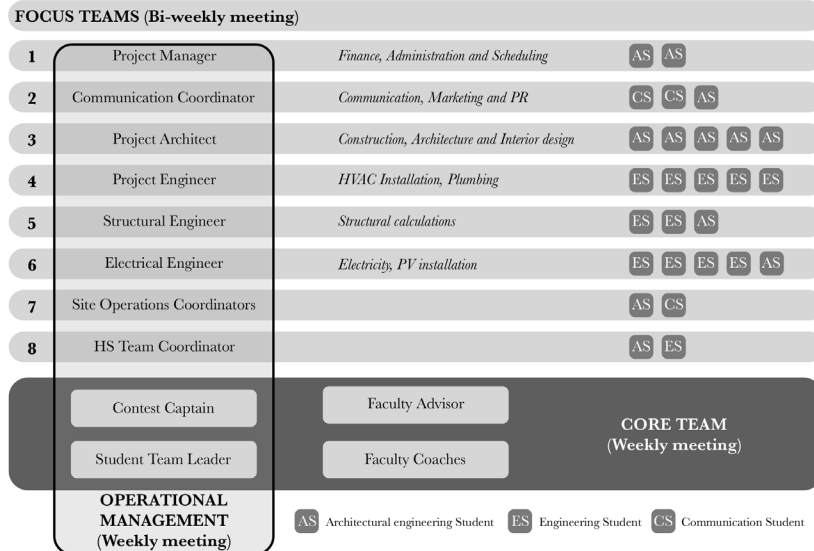 FOCUS TEAMS (Bi-weekly meeting)
1 Project Manager Finance, Administration and Scheduling AS AS
2 Communication Coordinator Communication, Marketing and PR CS CS AS
3 Project Architect Construction, Architecture and Interior design AS AS AS AS AS
4 Project Engineer HVAC Installation, Plumbing ES ES ES ES ES
5 Structural Engineer Structural calculations ES ES AS
6 Electrical Engineer Electricity, PV installation ES ES ES ES AS
7 Site Operations Coordinators AS CS
8 HS Team Coordinator AS ES
Contest Captain Faculty Advisor
Student Team Leader Faculty Coaches
CORE TEAM
(Weekly meeting)
OPERATIONAL
MANAGEMENT
(Weekly meeting)
AS Architectural engineering Student ES Engineering Student CS Communication Student